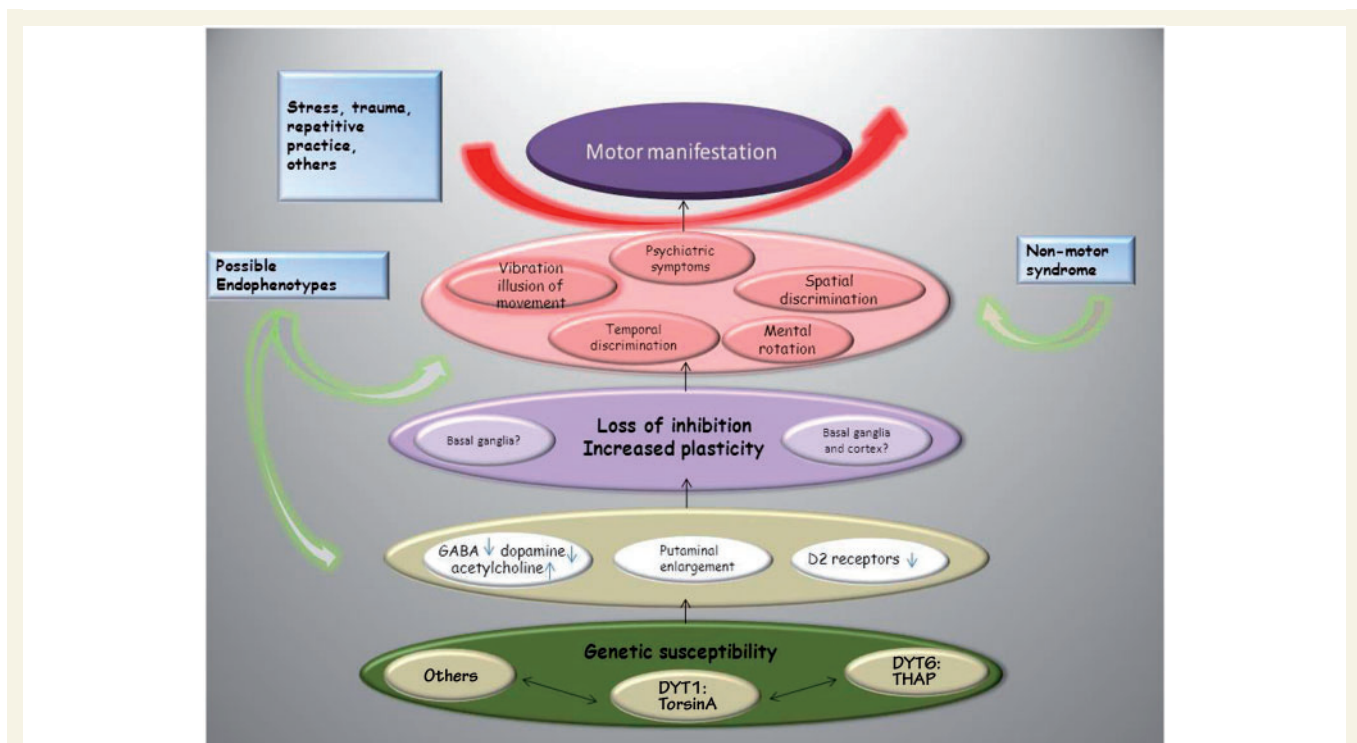 Stress, trauma,
repetitive
practice,
others
Motor manifestation
Possible
Endophenotypes
Non-motor
syndrome
Psychiatric
symptoms
Vibration
illusion of
movement
Spatial
discrimination
Temporal
discrimination
Mental
rotation
Loss of inhibition
Increased plasticity
Basal ganglia?
Basal ganglia
and cortex?
GABA ↓ dopamine↓
acetylcholine↑
Putaminal
enlargement
D2 receptors ↓
Genetic susceptibility
Others
DYT1:
TorsinA
DYT6:
THAP